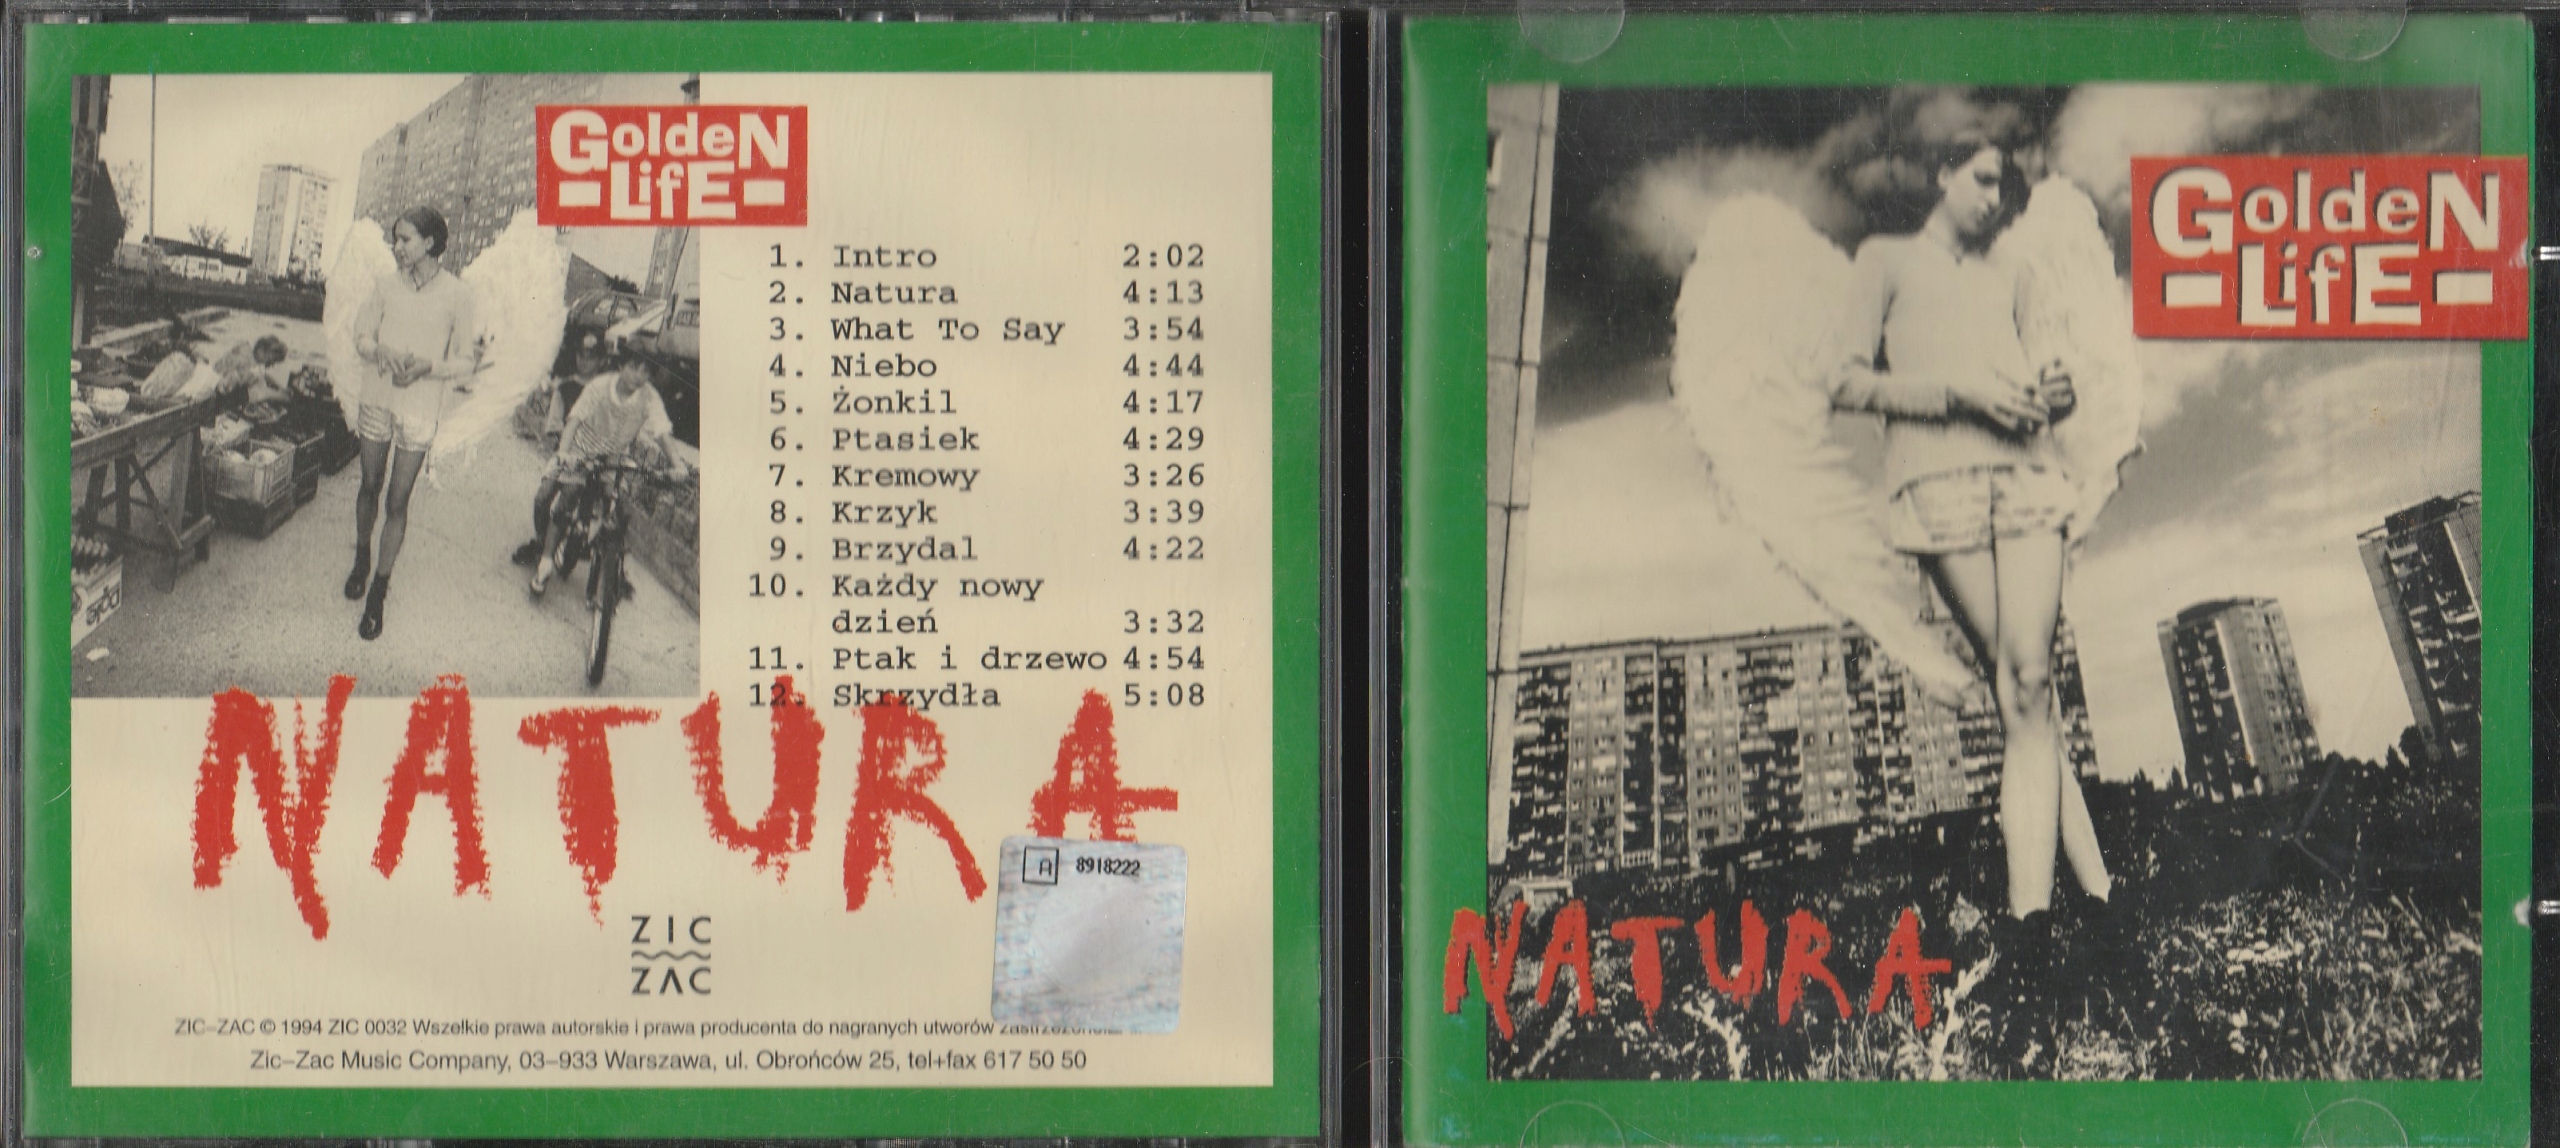 GoldeN
-LifE-
1. Intro 2:02
2. Natura 4:13
3. What To Say 3:54
4. Niebo 4:44
5. Żonkil 4:17
6. Ptasiek 4:29
7. Kremowy 3:26
8. Krzyk 3:39
9. Brzydal 4:22
10. Każdy nowy
dzień 3:32
11. Ptak i drzewo 4:54
12. Skrzydła 5:08
NATURA
A 8918222
ZIC
ZAC
ZIC-ZAC © 1994 ZIC 0032 Wszelkie prawa autorskie i prawa producenta do nagranych utworów
Zic-Zac Music Company, 03-933 Warszawa, ul. Obrońców 25, tel+fax 617 50 50
GoldeN
-LifE-
NATURA